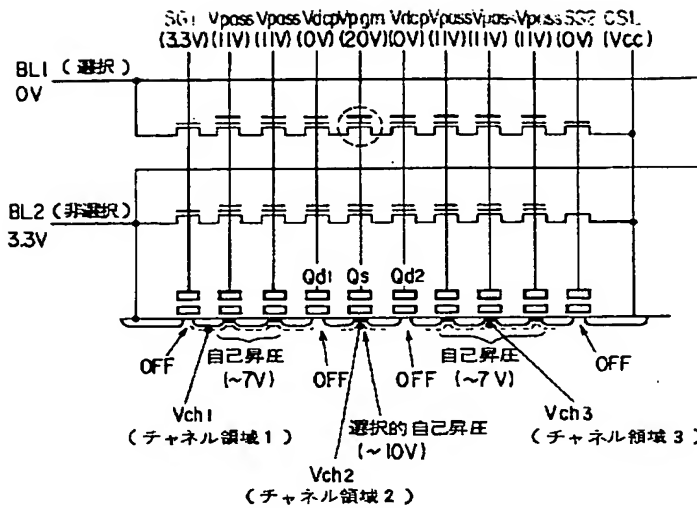 SG1 Vpass Vpass Vdcp Vpgm Vdcp Vpass Vpass Vpass SG2 CSL
(3.3V) (11V) (11V) (0V) (20V) (0V) (11V) (11V) (11V) (0V) (Vcc)
BL1 (選択)
0V
BL2 (非選択)
3.3V
Qd1 Qs Qd2
OFF 自己昇圧 OFF OFF 自己昇圧 OFF
(~7V) (~7V)
Vch1 選択的自己昇圧 Vch3
(チャネル領域1) (~10V) (チャネル領域3)
Vch2
(チャネル領域2)